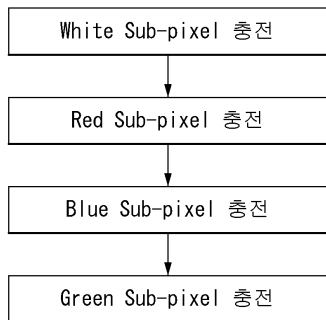 White Sub-pixel 충전
Red Sub-pixel 충전
Blue Sub-pixel 충전
Green Sub-pixel 충전